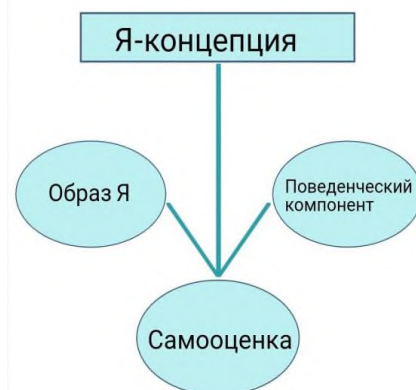 Я-концепция
Образ Я
Поведенческий
компонент
Самооценка